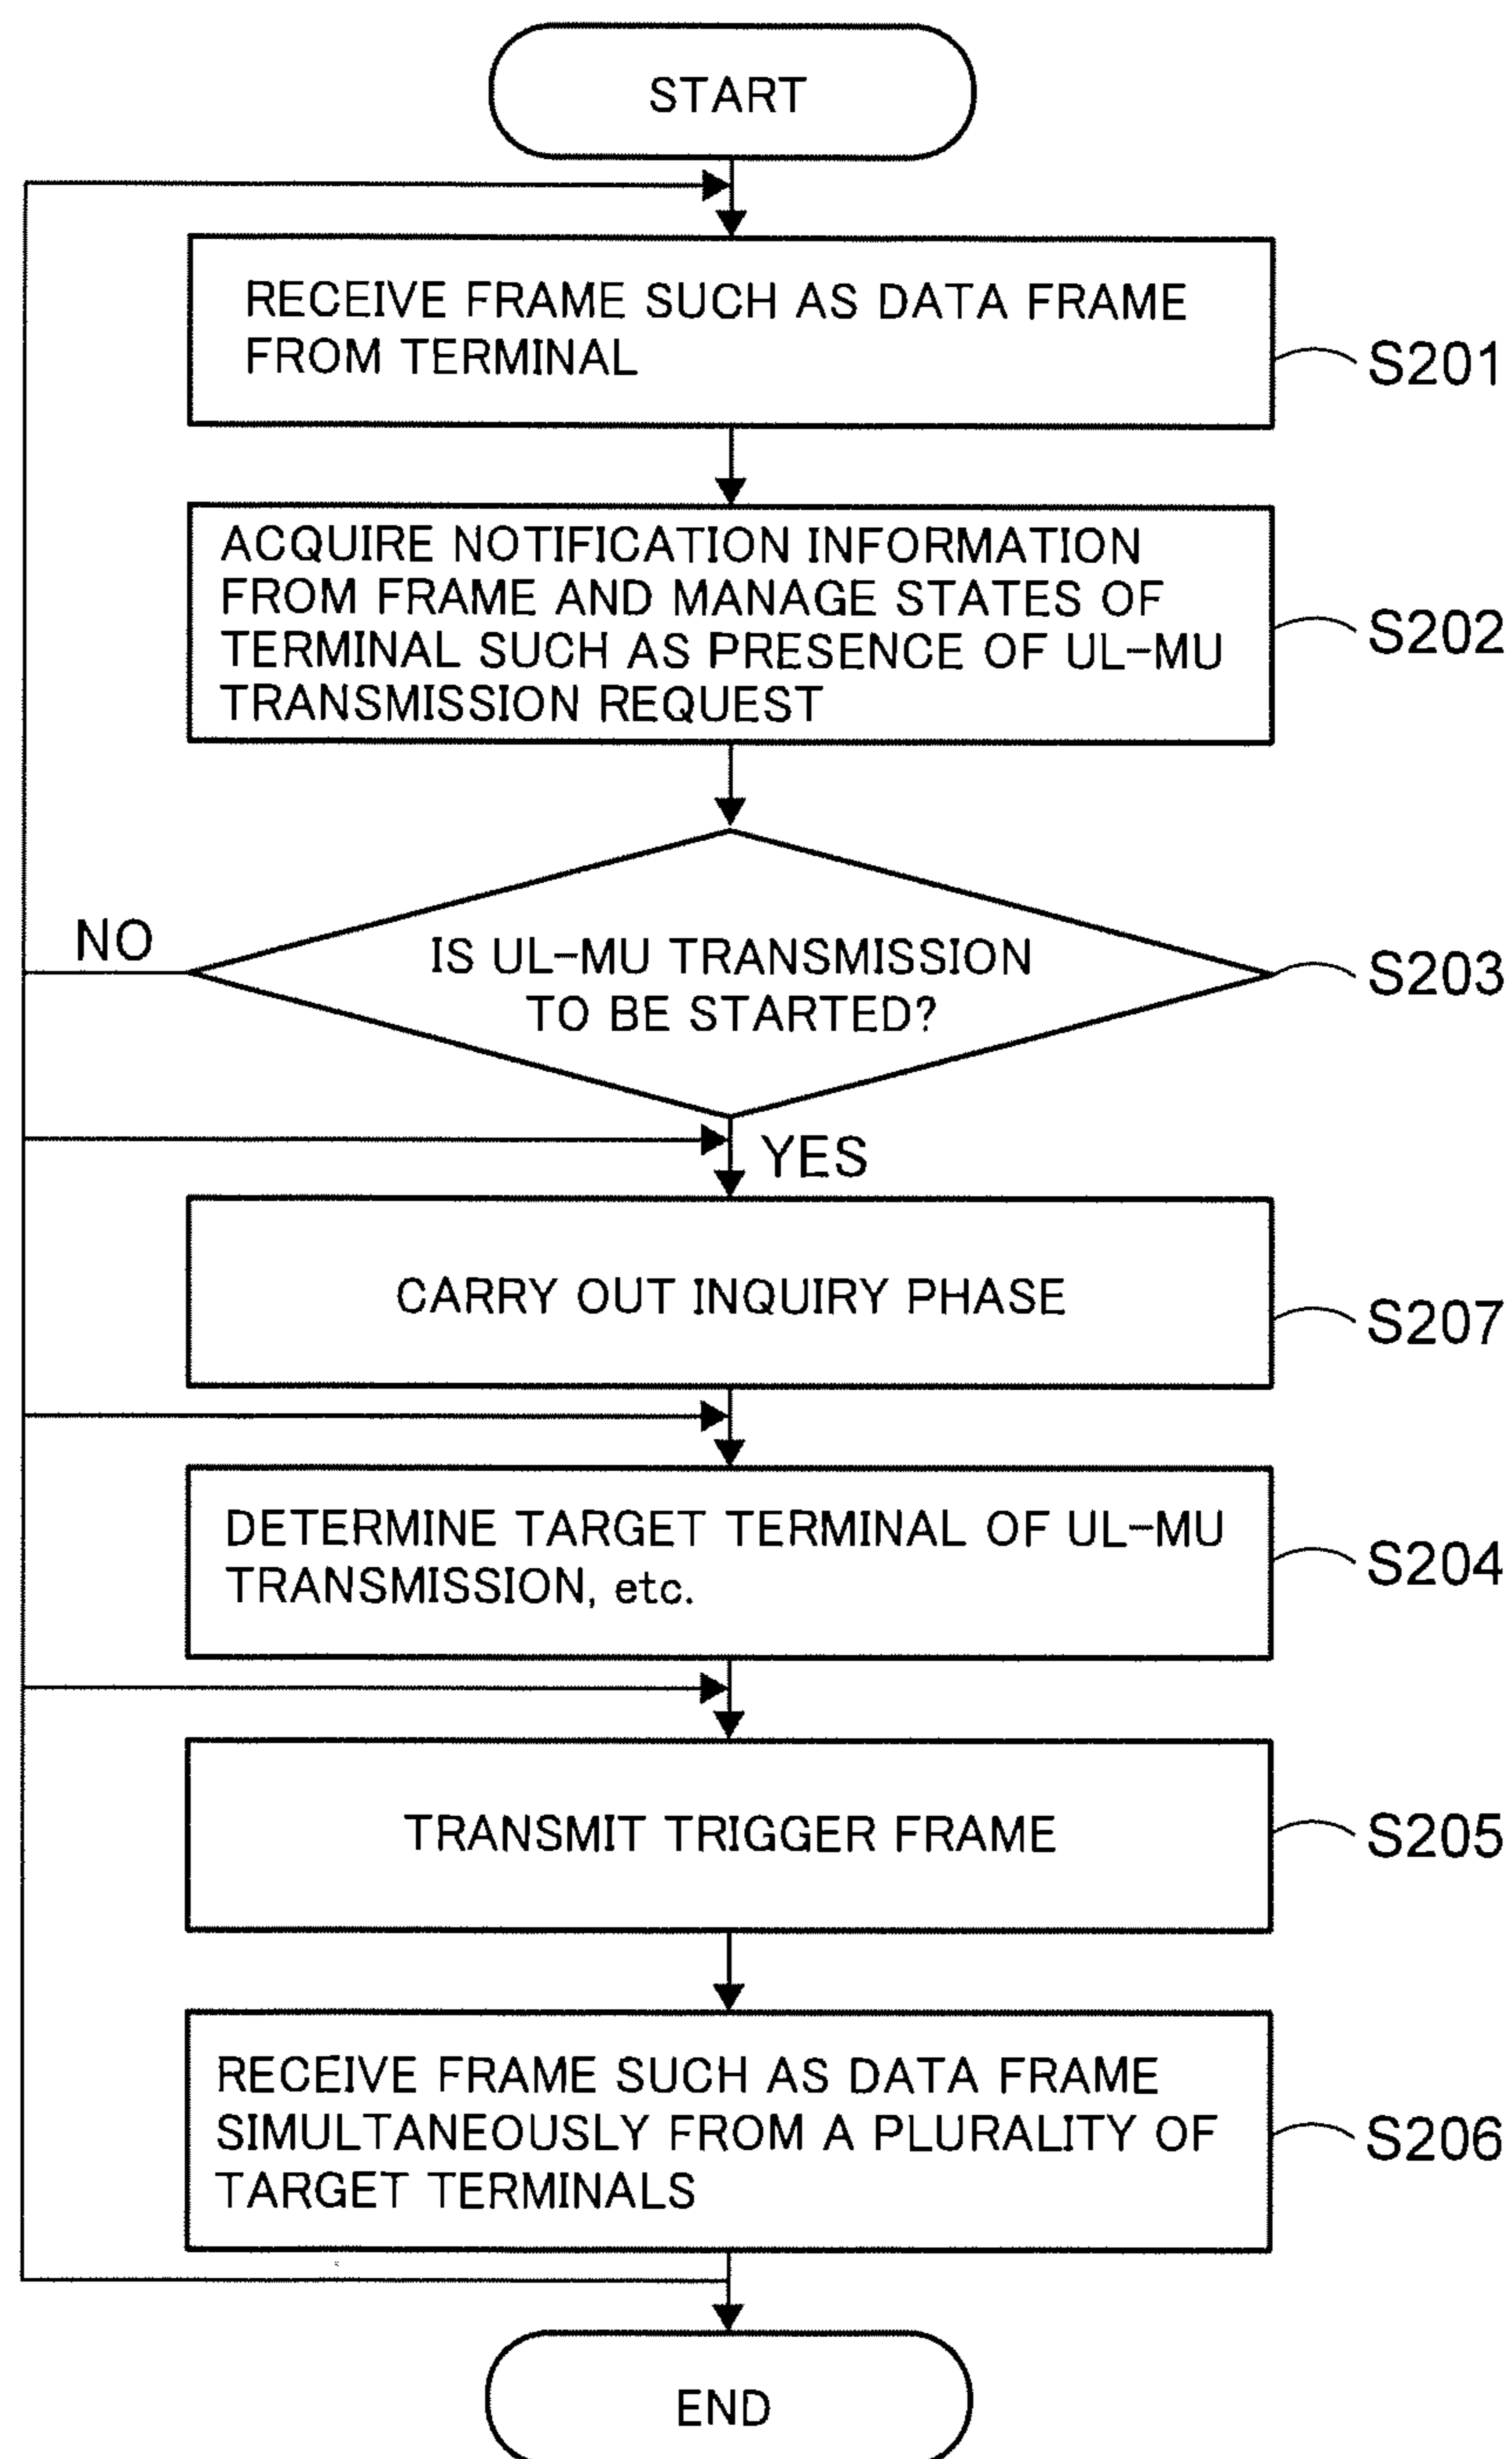 START
RECEIVE FRAME SUCH AS DATA FRAME
FROM TERMINAL
S201
ACQUIRE NOTIFICATION INFORMATION
FROM FRAME AND MANAGE STATES OF
TERMINAL SUCH AS PRESENCE OF UL-MU
TRANSMISSION REQUEST
S202
NO
IS UL-MU TRANSMISSION
TO BE STARTED?
S203
YES
CARRY OUT INQUIRY PHASE
S207
DETERMINE TARGET TERMINAL OF UL-MU
TRANSMISSION, etc.
S204
TRANSMIT TRIGGER FRAME
S205
RECEIVE FRAME SUCH AS DATA FRAME
SIMULTANEOUSLY FROM A PLURALITY OF
TARGET TERMINALS
S206
END